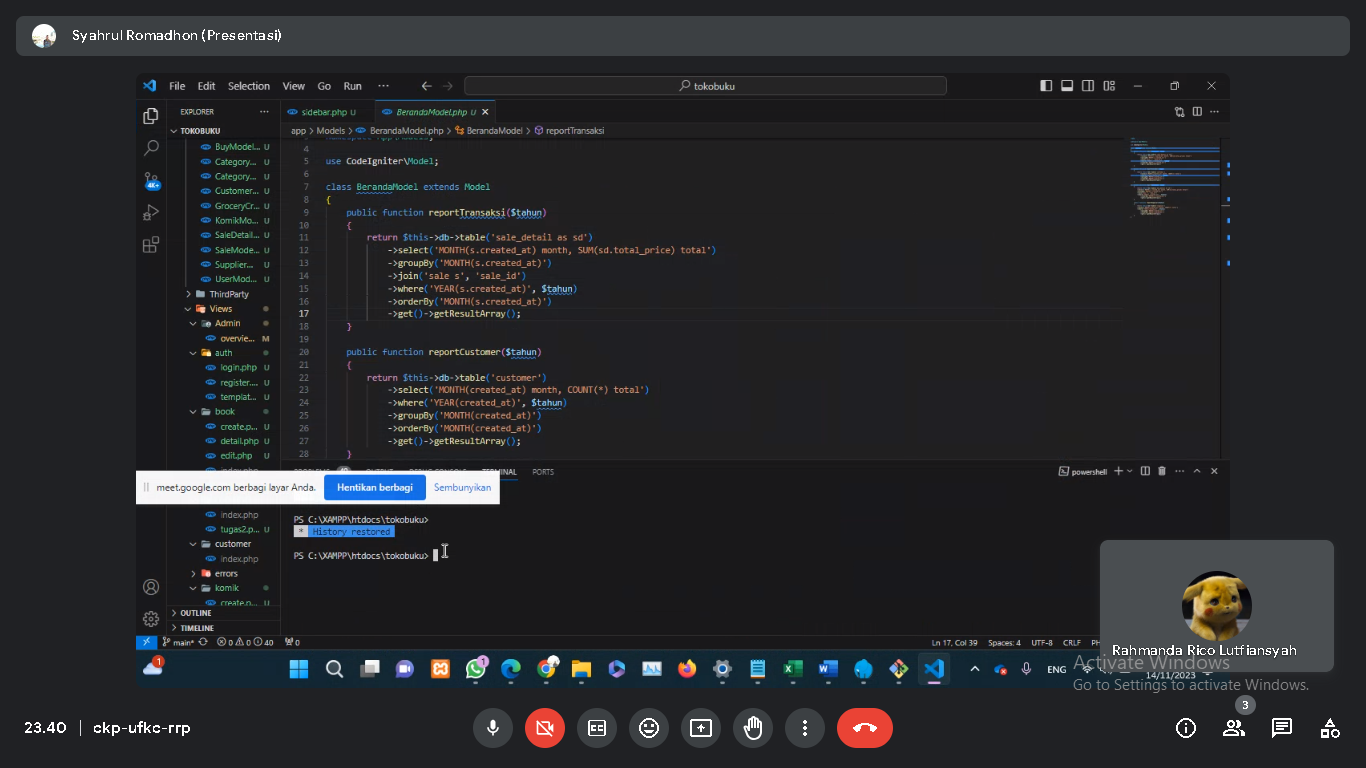 Syahrul Romadhon (Presentasi)
File Edit Selection View Go Run ··· tokobuku
EXPLORER ···
sidebar.php U BerandaModel.php U
TOKOBUKU
app > Models > BerandaModel.php > BerandaModel > reportTransaksi
BuyModel... U
Category... U
Category... U
Customer... U
GroceryCr... U
KomikMo... U
SaleDetail... U
SaleMode... U
Supplier... U
UserMod... U
ThirdParty
Views
Admin
overvie... M
auth
login.php U
register.... U
templat... U
book
create.p... U
detail.php U
edit.php U
index.php
tugas2.p... U
customer
index.php
errors
komik
create.p... U
OUTLINE
TIMELINE
4K+
4
5 use CodeIgniter\Model;
6
7 class BerandaModel extends Model
8 {
9 public function reportTransaksi($tahun)
10 {
11 return $this->db->table('sale_detail as sd')
12 ->select('MONTH(s.created_at) month, SUM(sd.total_price) total')
13 ->groupBy('MONTH(s.created_at)')
14 ->join('sale s', 'sale_id')
15 ->where('YEAR(s.created_at)', $tahun)
16 ->orderBy('MONTH(s.created_at)')
17 ->get()->getResultArray();
18 }
19
20 public function reportCustomer($tahun)
21 {
22 return $this->db->table('customer')
23 ->select('MONTH(created_at) month, COUNT(*) total')
24 ->where('YEAR(created_at)', $tahun)
25 ->groupBy('MONTH(created_at)')
26 ->orderBy('MONTH(created_at)')
27 ->get()->getResultArray();
28 }
PORTS powershell
meet.google.com berbagi layar Anda. Hentikan berbagi Sembunyikan
PS C:\XAMPP\htdocs\tokobuku>
* History restored
PS C:\XAMPP\htdocs\tokobuku>
main* 0 0 40 0
Ln 17, Col 39 Spaces: 4 UTF-8 CRLF
Rahmanda Rico Lutfiansyah
1 1 ENG
14/11/2023
Activate Windows
Go to Settings to activate Windows.
23.40 | ckp-ufkc-rrp
3